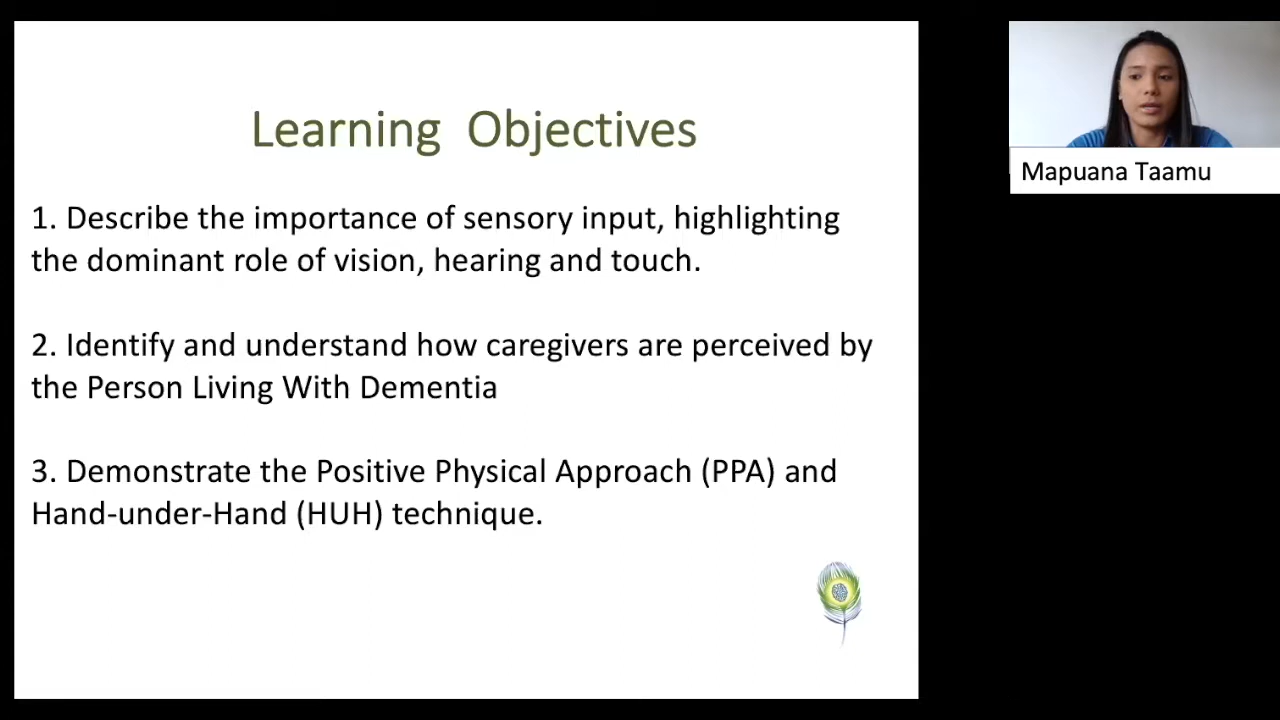 Learning Objectives
1. Describe the importance of sensory input, highlighting
the dominant role of vision, hearing and touch.
2. Identify and understand how caregivers are perceived by
the Person Living With Dementia
3. Demonstrate the Positive Physical Approach (PPA) and
Hand-under-Hand (HUH) technique.
Mapuana Taamu